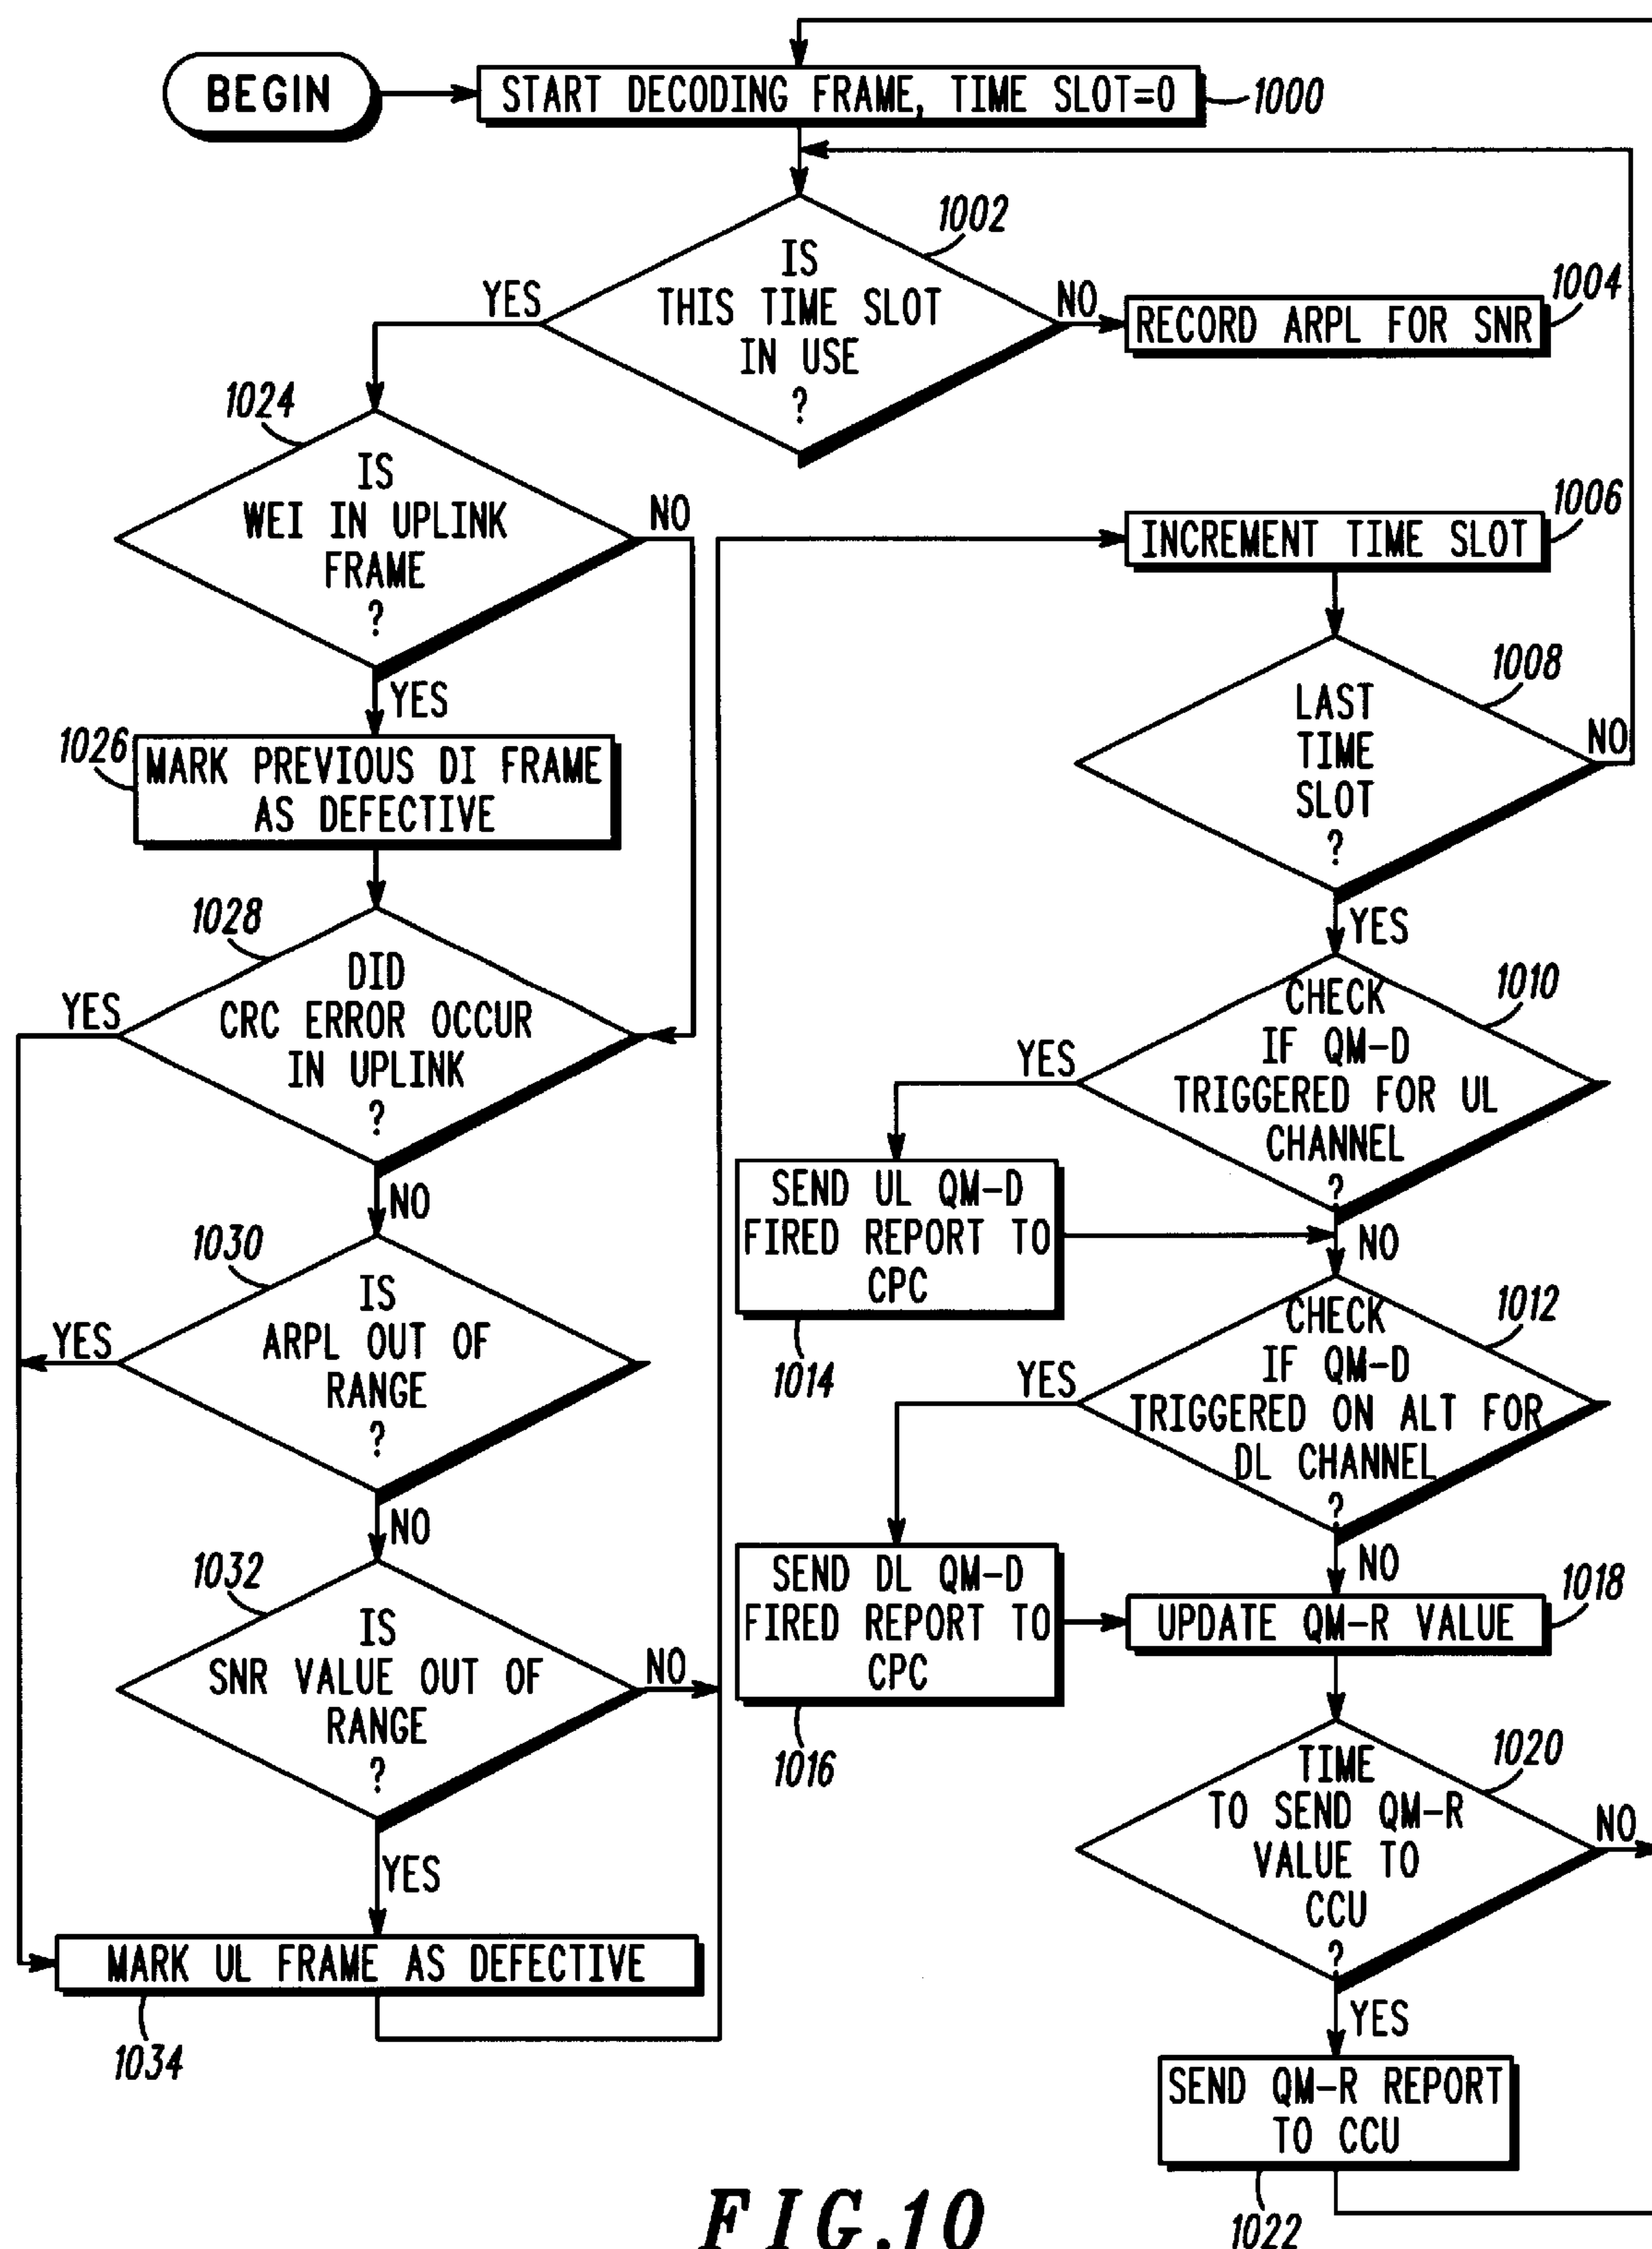 BEGIN
START DECODING FRAME, TIME SLOT=0
1000
1002
IS
THIS TIME SLOT
IN USE
?
YES
NO
RECORD ARPL FOR SNR
1004
1024
IS
WEI IN UPLINK
FRAME
?
NO
YES
1026
MARK PREVIOUS DI FRAME
AS DEFECTIVE
1028
DID
CRC ERROR OCCUR
IN UPLINK
?
YES
NO
1030
IS
ARPL OUT OF
RANGE
?
YES
NO
1032
IS
SNR VALUE OUT OF
RANGE
?
NO
YES
MARK UL FRAME AS DEFECTIVE
1034
INCREMENT TIME SLOT
1006
1008
LAST
TIME
SLOT
?
NO
YES
1010
CHECK
IF QM-D
TRIGGERED FOR UL
CHANNEL
?
YES
NO
SEND UL QM-D
FIRED REPORT TO
CPC
1014
1012
CHECK
IF QM-D
TRIGGERED ON ALT FOR
DL CHANNEL
?
YES
NO
SEND DL QM-D
FIRED REPORT TO
CPC
1016
UPDATE QM-R VALUE
1018
1020
TIME
TO SEND QM-R
VALUE TO
CCU
?
NO
YES
SEND QM-R REPORT
TO CCU
1022
FIG.10